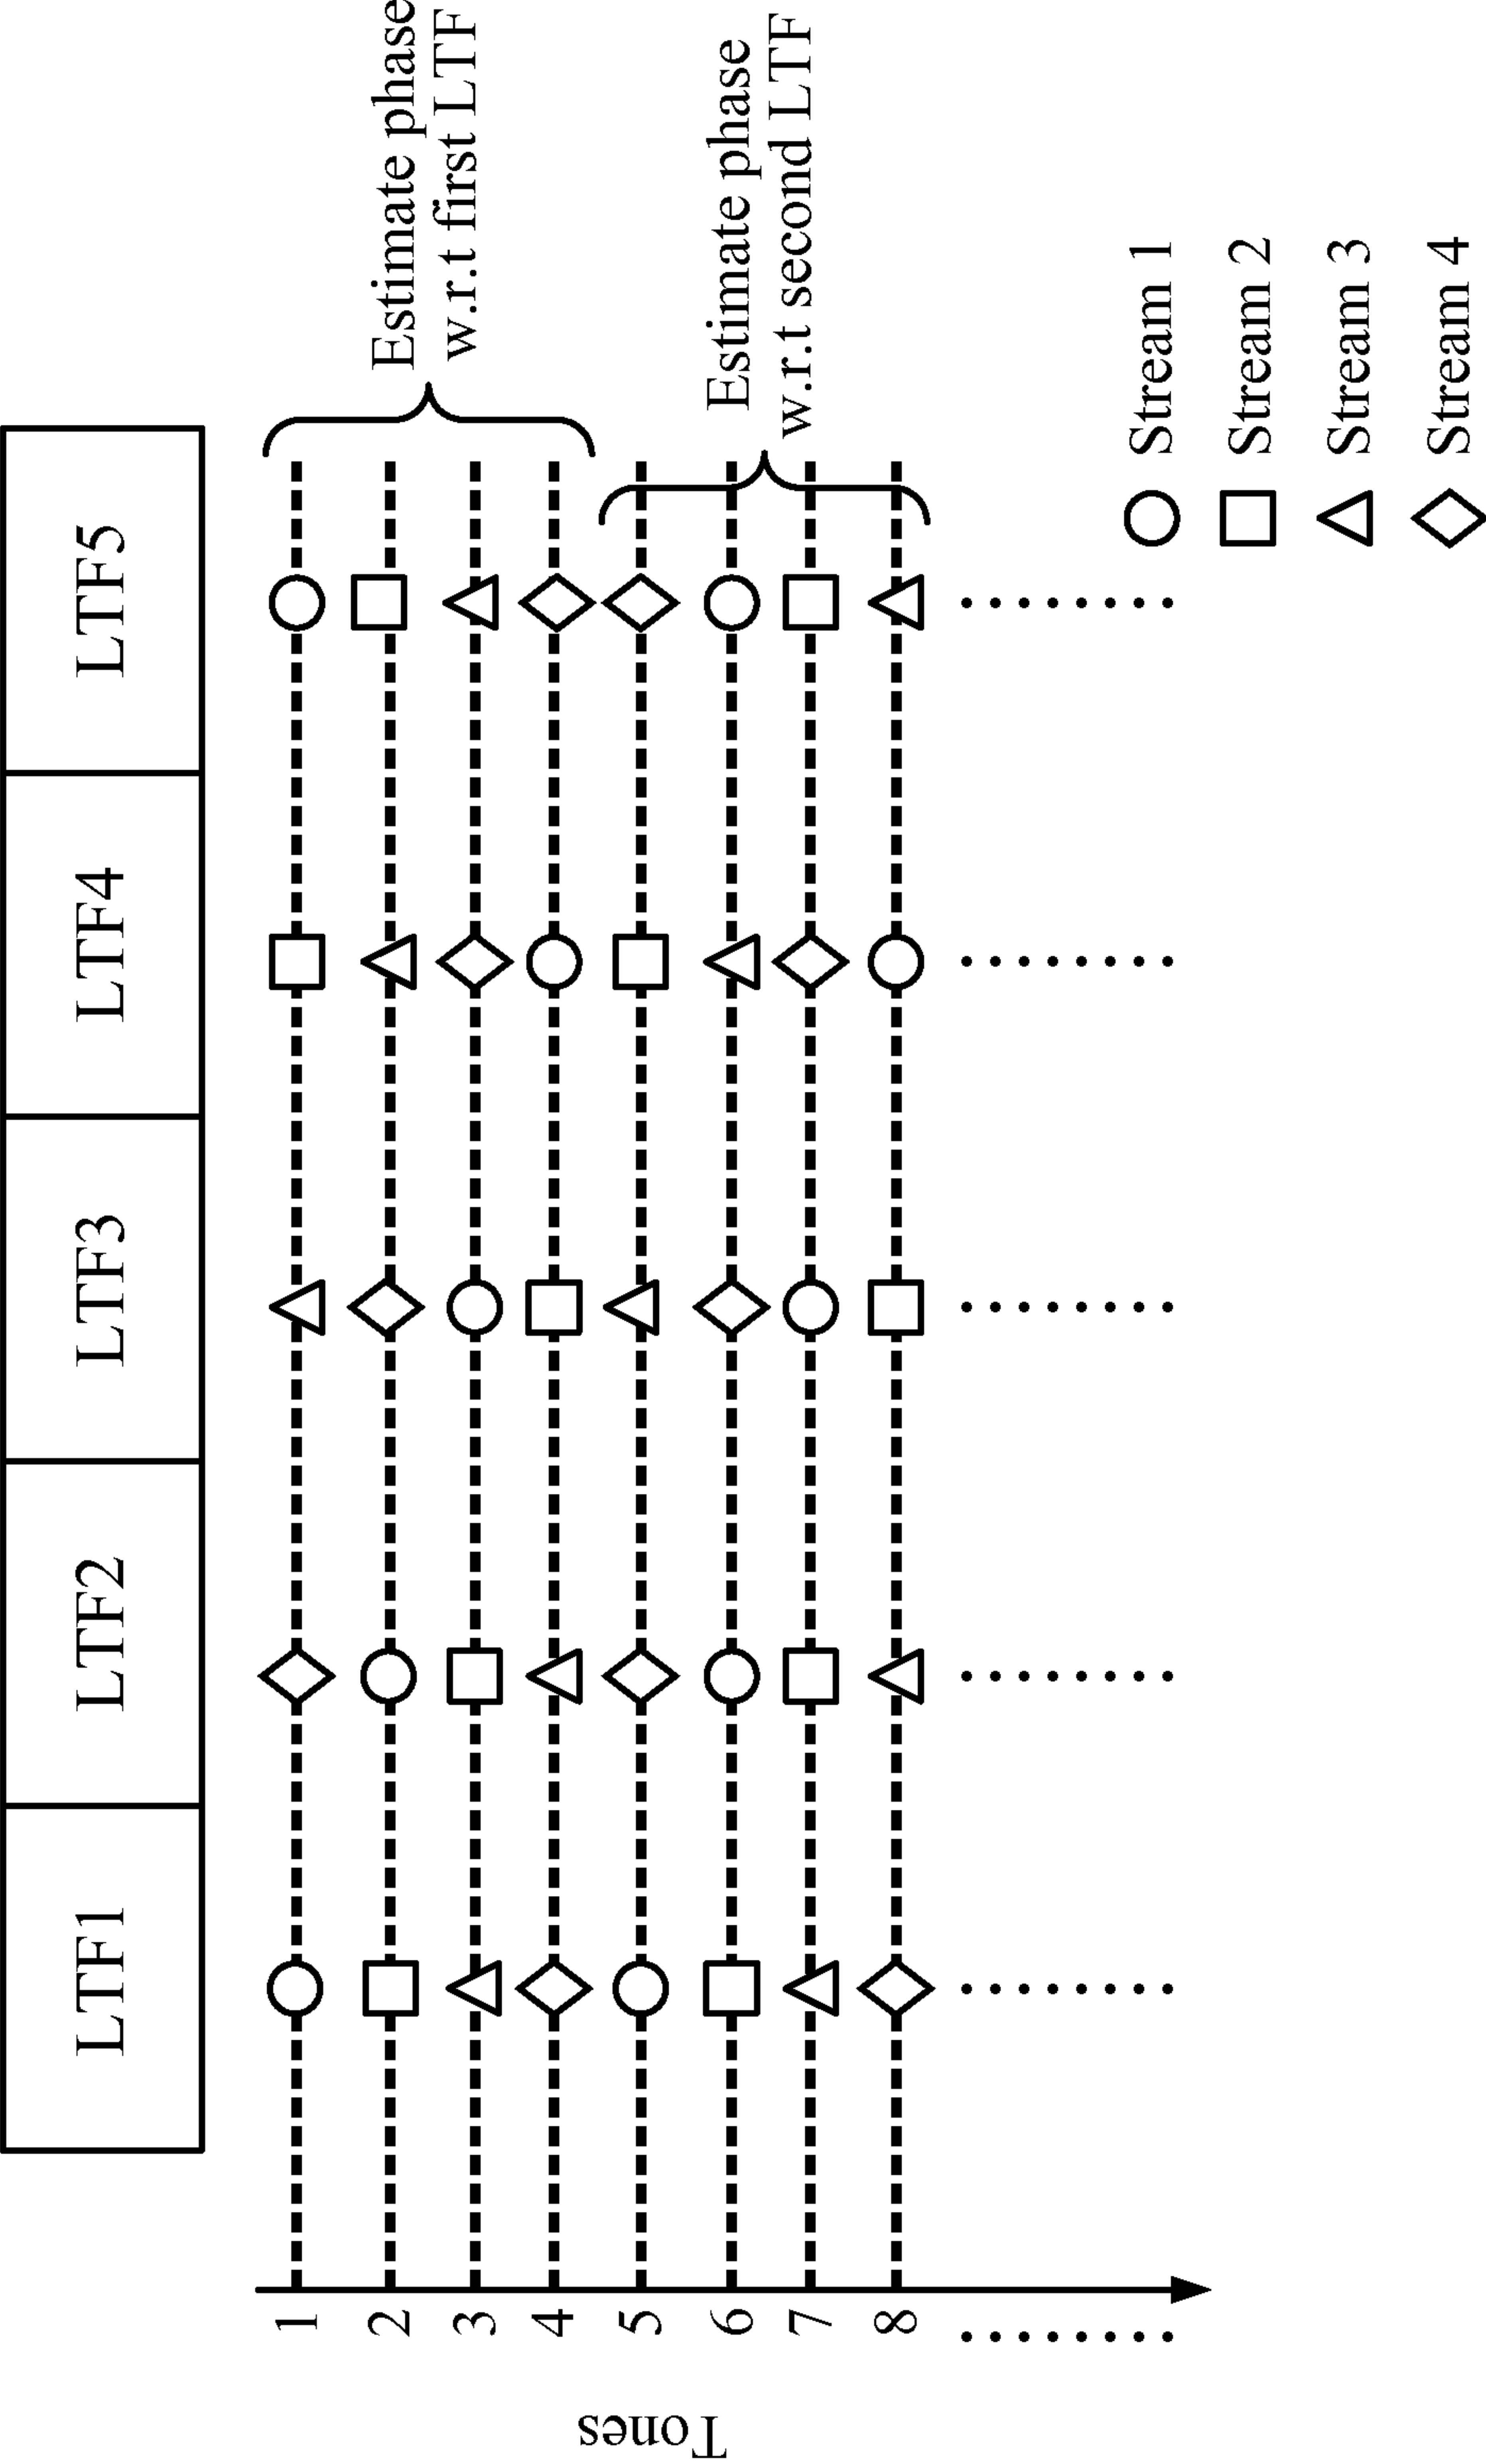 LTF1 LTF2 LTF3 LTF4 LTF5
Tones
1
2
3
4
5
6
7
8
Estimate phase
w.r.t first LTF
Estimate phase
w.r.t second LTF
Stream 1
Stream 2
Stream 3
Stream 4